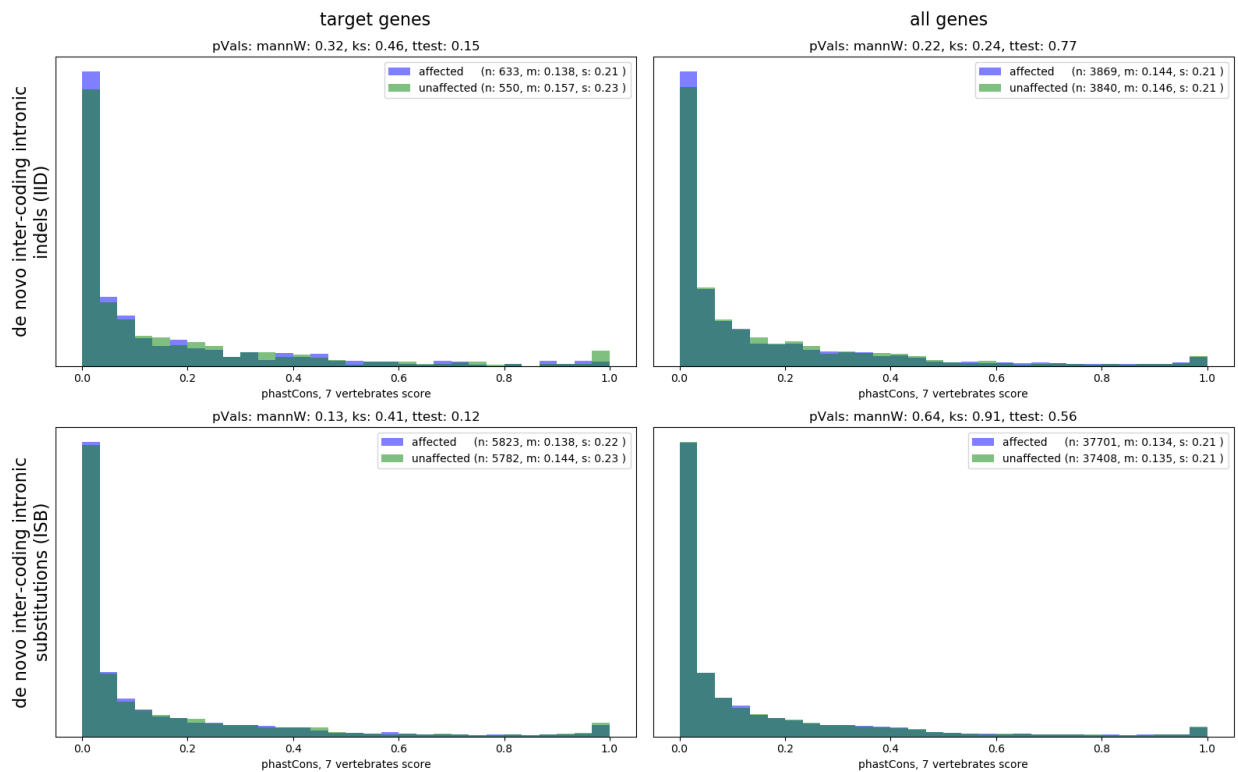 target genes
all genes
pVals: mannW: 0.32, ks: 0.46, ttest: 0.15
pVals: mannW: 0.22, ks: 0.24, ttest: 0.77
de novo inter-coding intronic
indels (IID)
affected (n: 633, m: 0.138, s: 0.21 )
unaffected (n: 550, m: 0.157, s: 0.23 )
affected (n: 3869, m: 0.144, s: 0.21 )
unaffected (n: 3840, m: 0.146, s: 0.21 )
0.0 0.2 0.4 0.6 0.8 1.0
phastCons, 7 vertebrates score
0.0 0.2 0.4 0.6 0.8 1.0
phastCons, 7 vertebrates score
pVals: mannW: 0.13, ks: 0.41, ttest: 0.12
pVals: mannW: 0.64, ks: 0.91, ttest: 0.56
de novo inter-coding intronic
substitutions (ISB)
affected (n: 5823, m: 0.138, s: 0.22 )
unaffected (n: 5782, m: 0.144, s: 0.23 )
affected (n: 37701, m: 0.134, s: 0.21 )
unaffected (n: 37408, m: 0.135, s: 0.21 )
0.0 0.2 0.4 0.6 0.8 1.0
phastCons, 7 vertebrates score
0.0 0.2 0.4 0.6 0.8 1.0
phastCons, 7 vertebrates score